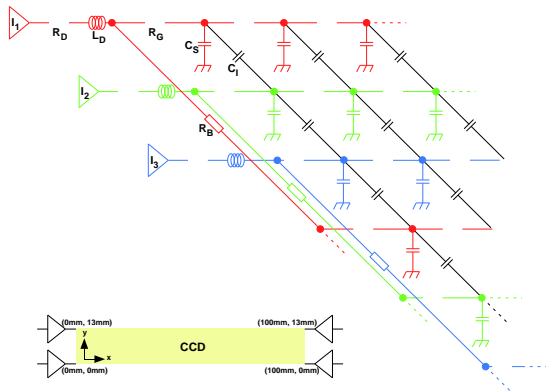 I1
RD
LD
RG
CS
CI
I2
RB
I3
(0mm, 13mm)
(100mm, 13mm)
y
CCD
x
(0mm, 0mm)
(100mm, 0mm)